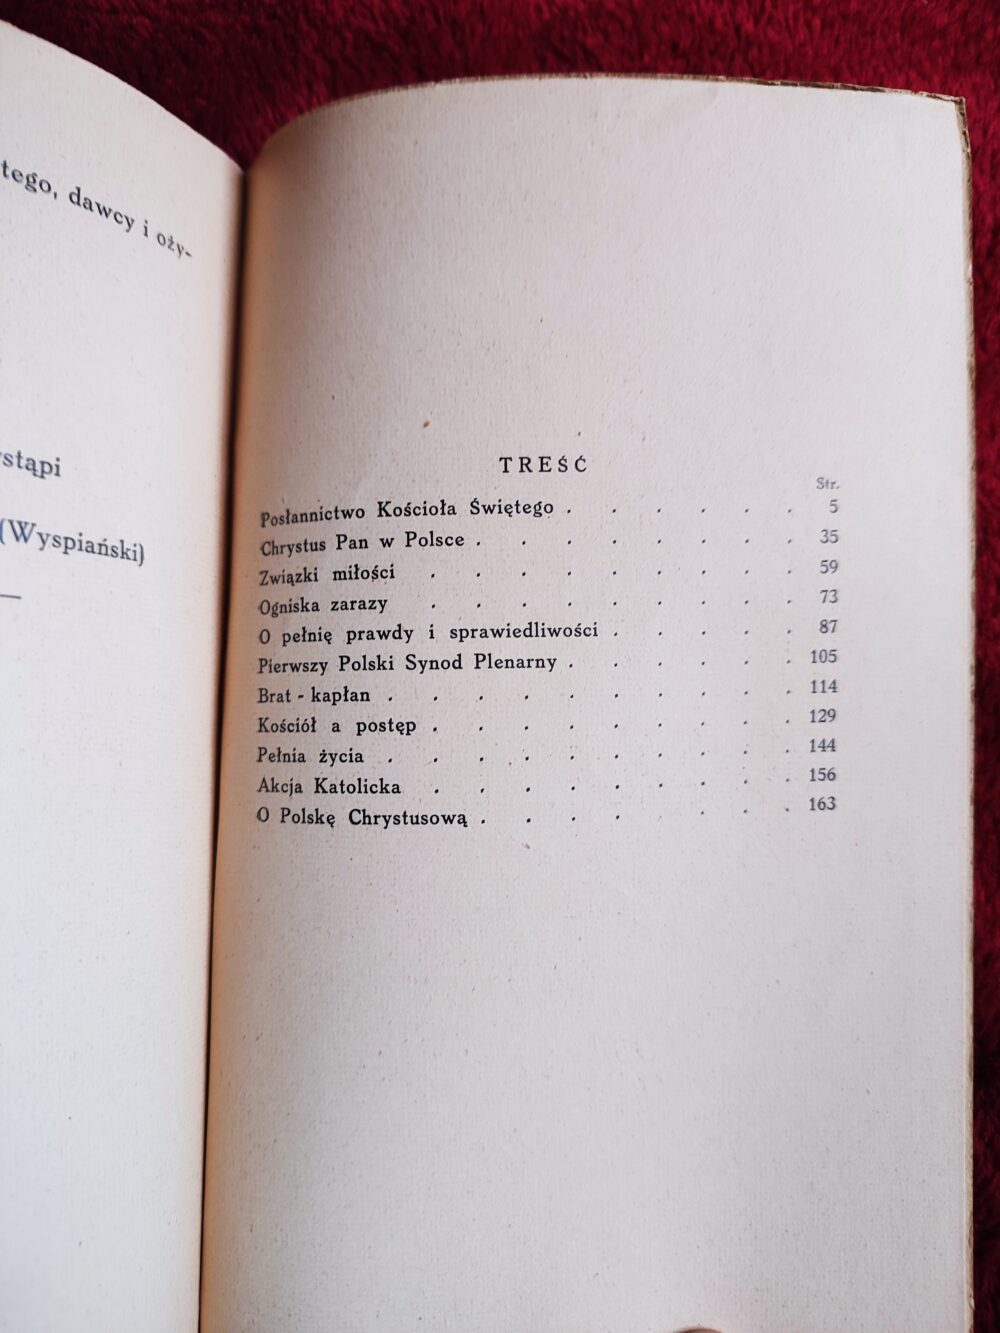 tego, dawcy i oży-
stąpi
(Wyspiański)
TREŚĆ
Str.
Posłannictwo Kościoła Świętego . . . . . . 5
Chrystus Pan w Polsce . . . . . . . . 35
Związki miłości . . . . . . . . . 59
Ogniska zarazy . . . . . . . . . 73
O pełnię prawdy i sprawiedliwości . . . . . 87
Pierwszy Polski Synod Plenarny . . . . . . 105
Brat - kapłan . . . . . . . . . . 114
Kościół a postęp . . . . . . . . . 129
Pełnia życia . . . . . . . . . . 144
Akcja Katolicka . . . . . . . . . 156
O Polskę Chrystusową . . . . . . . 163